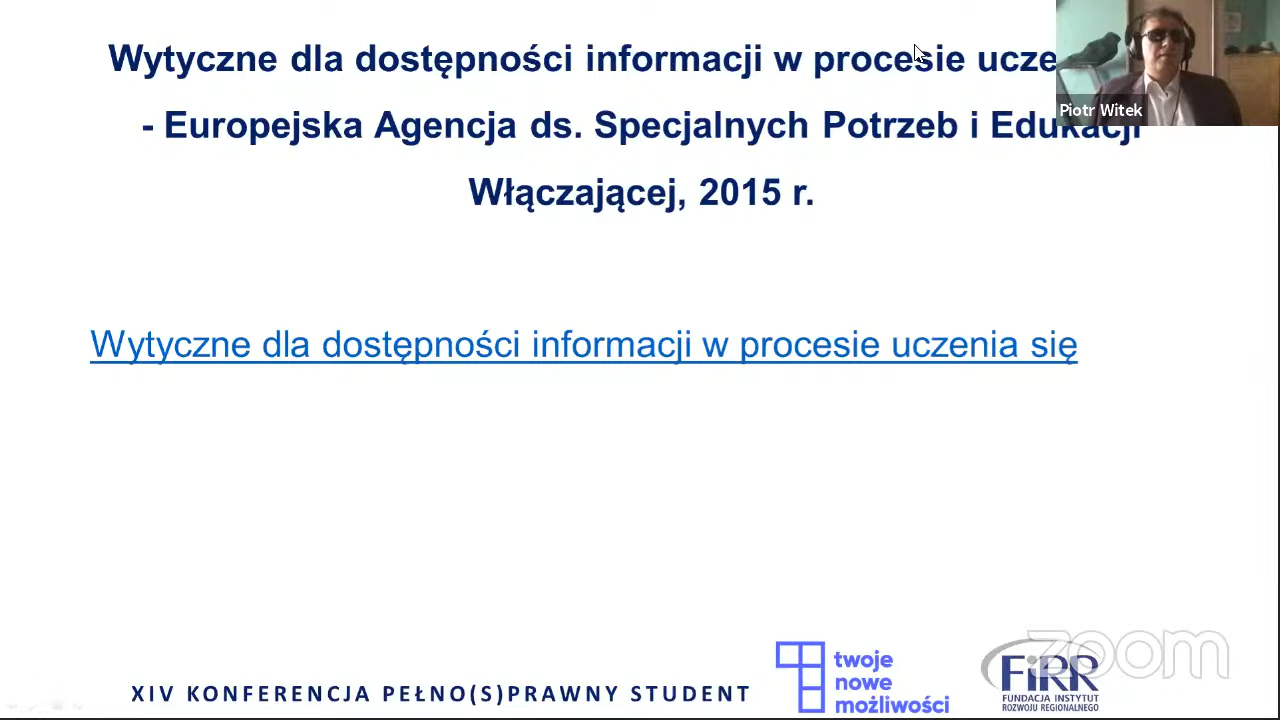 Wytyczne dla dostępności informacji w procesie
- Europejska Agencja ds. Specjalnych Potrzeb i Edukacji
Włączającej, 2015 r.
Piotr Witek
Wytyczne dla dostępności informacji w procesie uczenia się
XIV KONFERENCJA PEŁNO(S)PRAWNY STUDENT
twoje
nowe
możliwości
FiRR
FUNDACJA INSTYTUT
ROZWOJU REGIONALNEGO
zoom